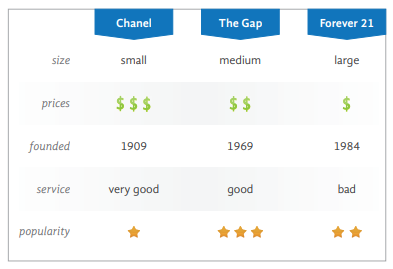 Chanel The Gap Forever 21
size small medium large
prices $ $ $ $ $ $
founded 1909 1969 1984
service very good good bad
popularity